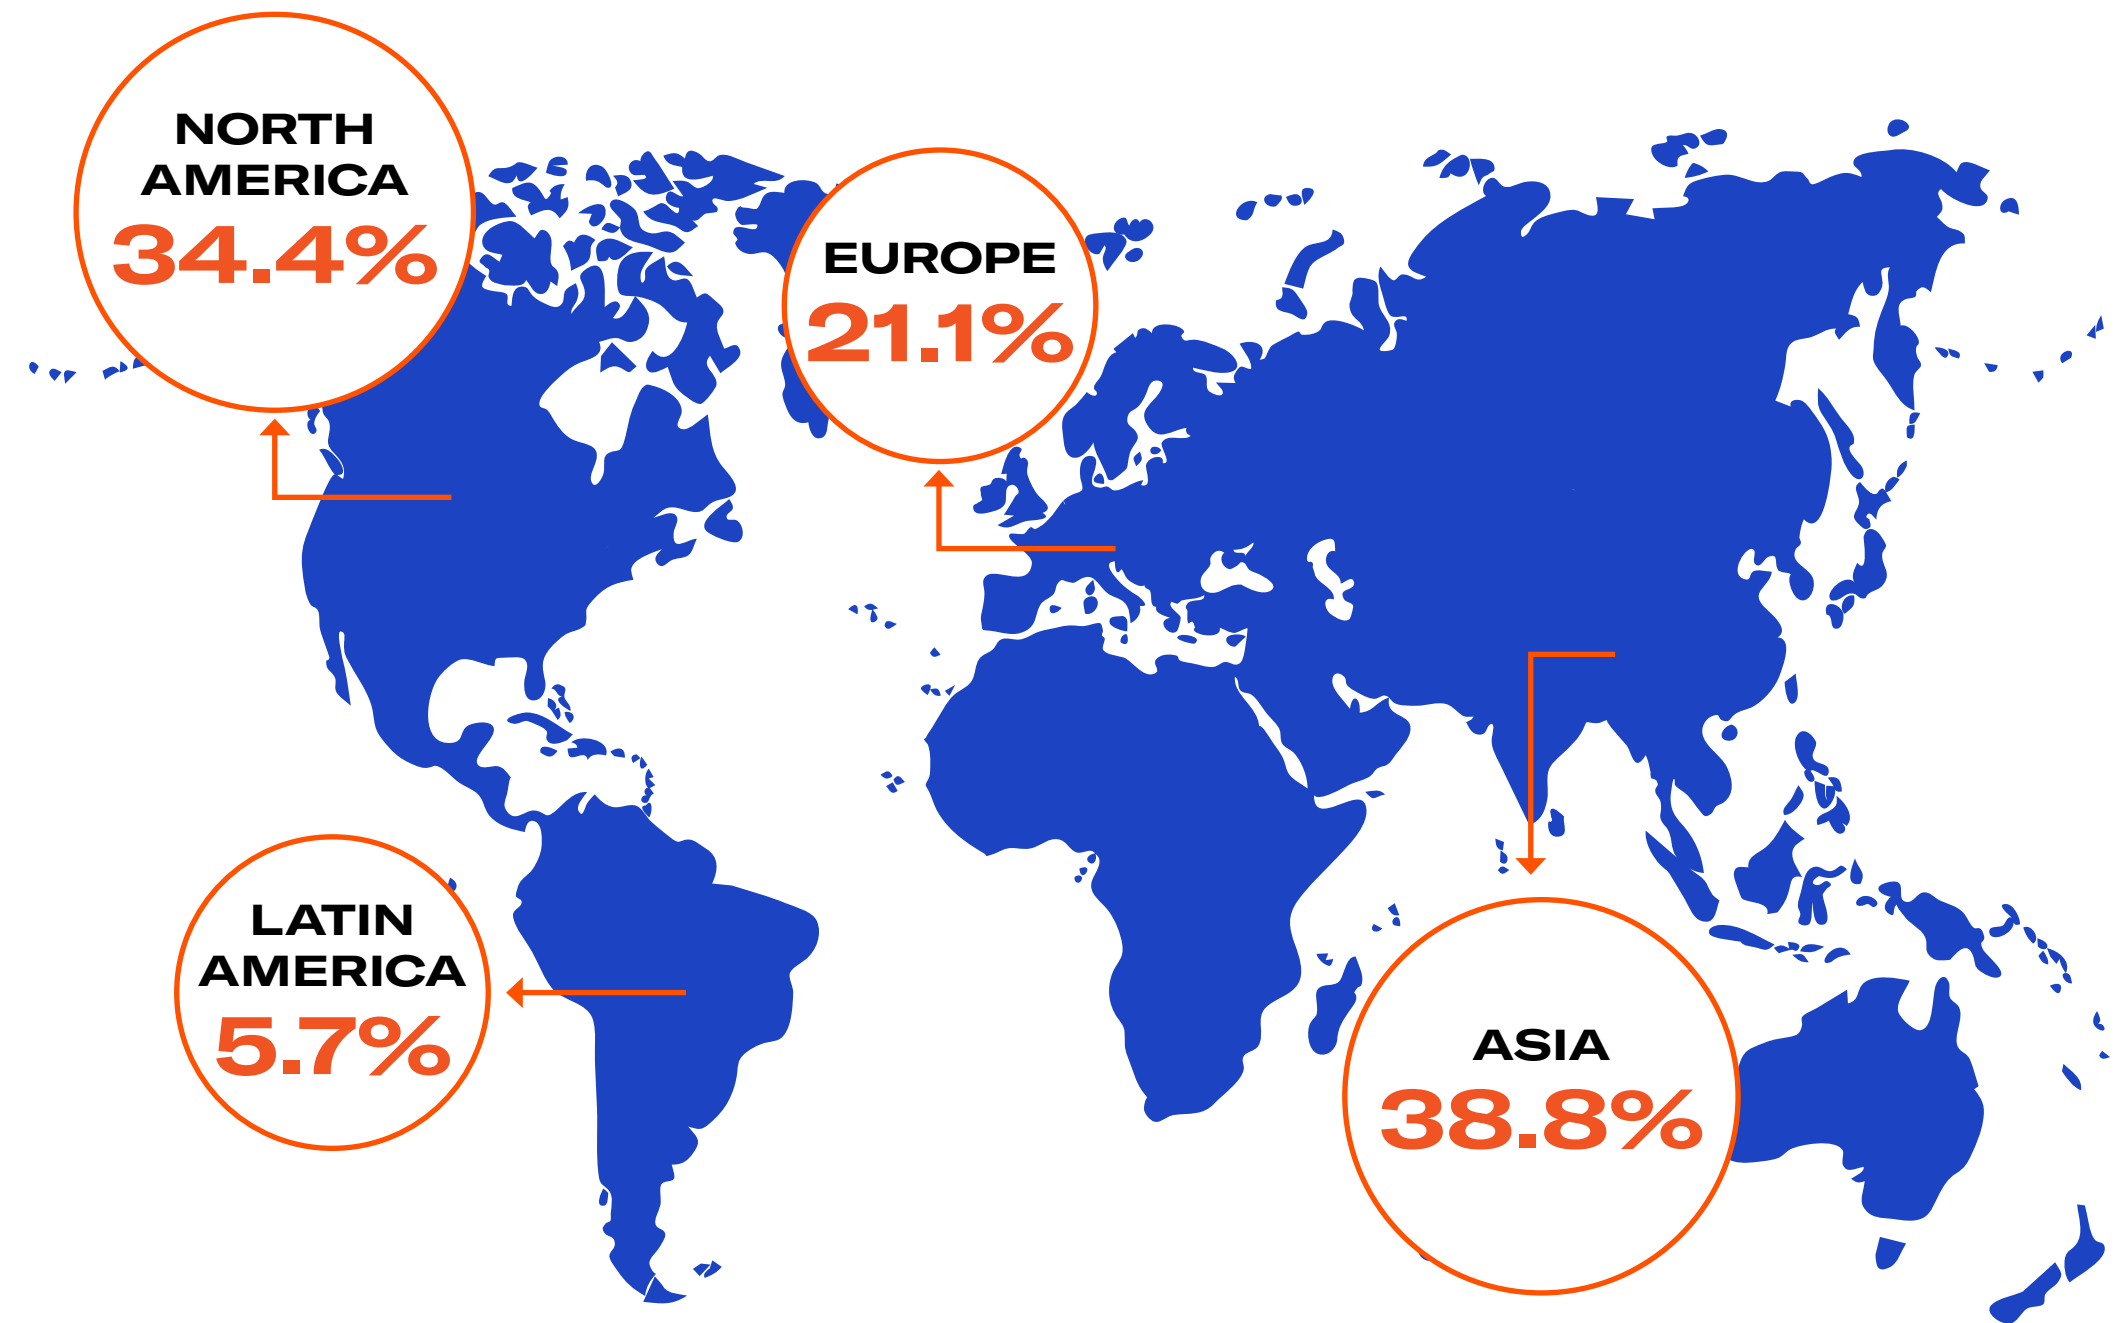 NORTH
AMERICA
34.4%
EUROPE
21.1%
LATIN
AMERICA
5.7%
ASIA
38.8%